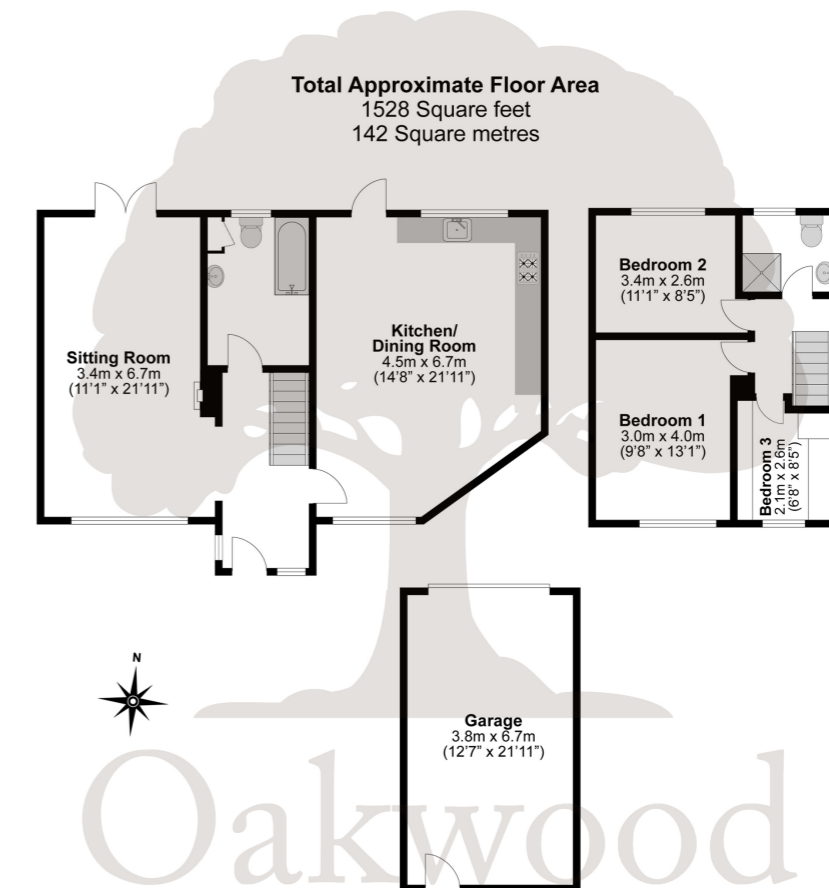 Total Approximate Floor Area
1528 Square feet
142 Square metres
Sitting Room
3.4m x 6.7m
(11'1" x 21'11")
Kitchen/
Dining Room
4.5m x 6.7m
(14'8" x 21'11")
Bedroom 2
3.4m x 2.6m
(11'1" x 8'5")
Bedroom 1
3.0m x 4.0m
(9'8" x 13'1")
Bedroom 3
2.1m x 2.6m
(6'8" x 8'5")
N
Garage
3.8m x 6.7m
(12'7" x 21'11")
Oakwood